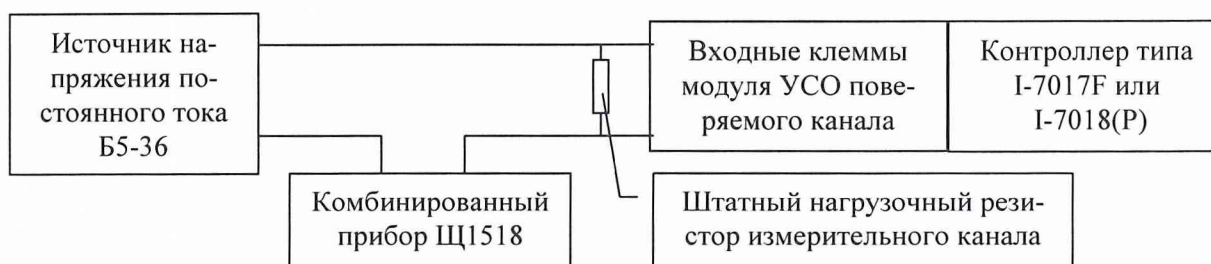 Источник на-
пряжения по-
стоянного тока
Б5-36
Входные клеммы
модуля УСО пове-
ряемого канала
Контроллер типа
I-7017F или
I-7018(Р)
Комбинированный
прибор Щ1518
Штатный нагрузочный рези-
стор измерительного канала